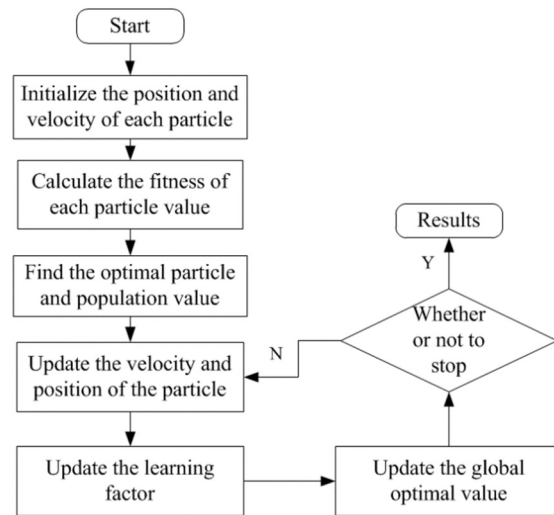 Start
Initialize the position and
velocity of each particle
Calculate the fitness of
each particle value
Find the optimal particle
and population value
Update the velocity and
position of the particle
Update the learning
factor
Update the global
optimal value
Whether
or not to
stop
N
Y
Results